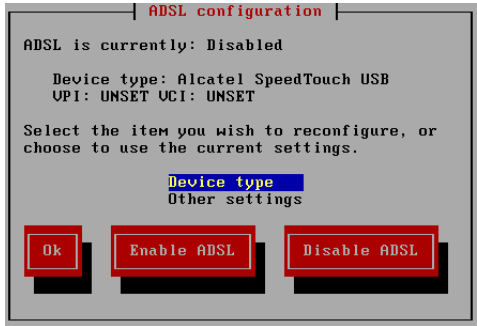 ADSL configuration
ADSL is currently: Disabled
Device type: Alcatel SpeedTouch USB
VPI: UNSET VCI: UNSET
Select the item you wish to reconfigure, or
choose to use the current settings.
Device type
Other settings
Ok Enable ADSL Disable ADSL